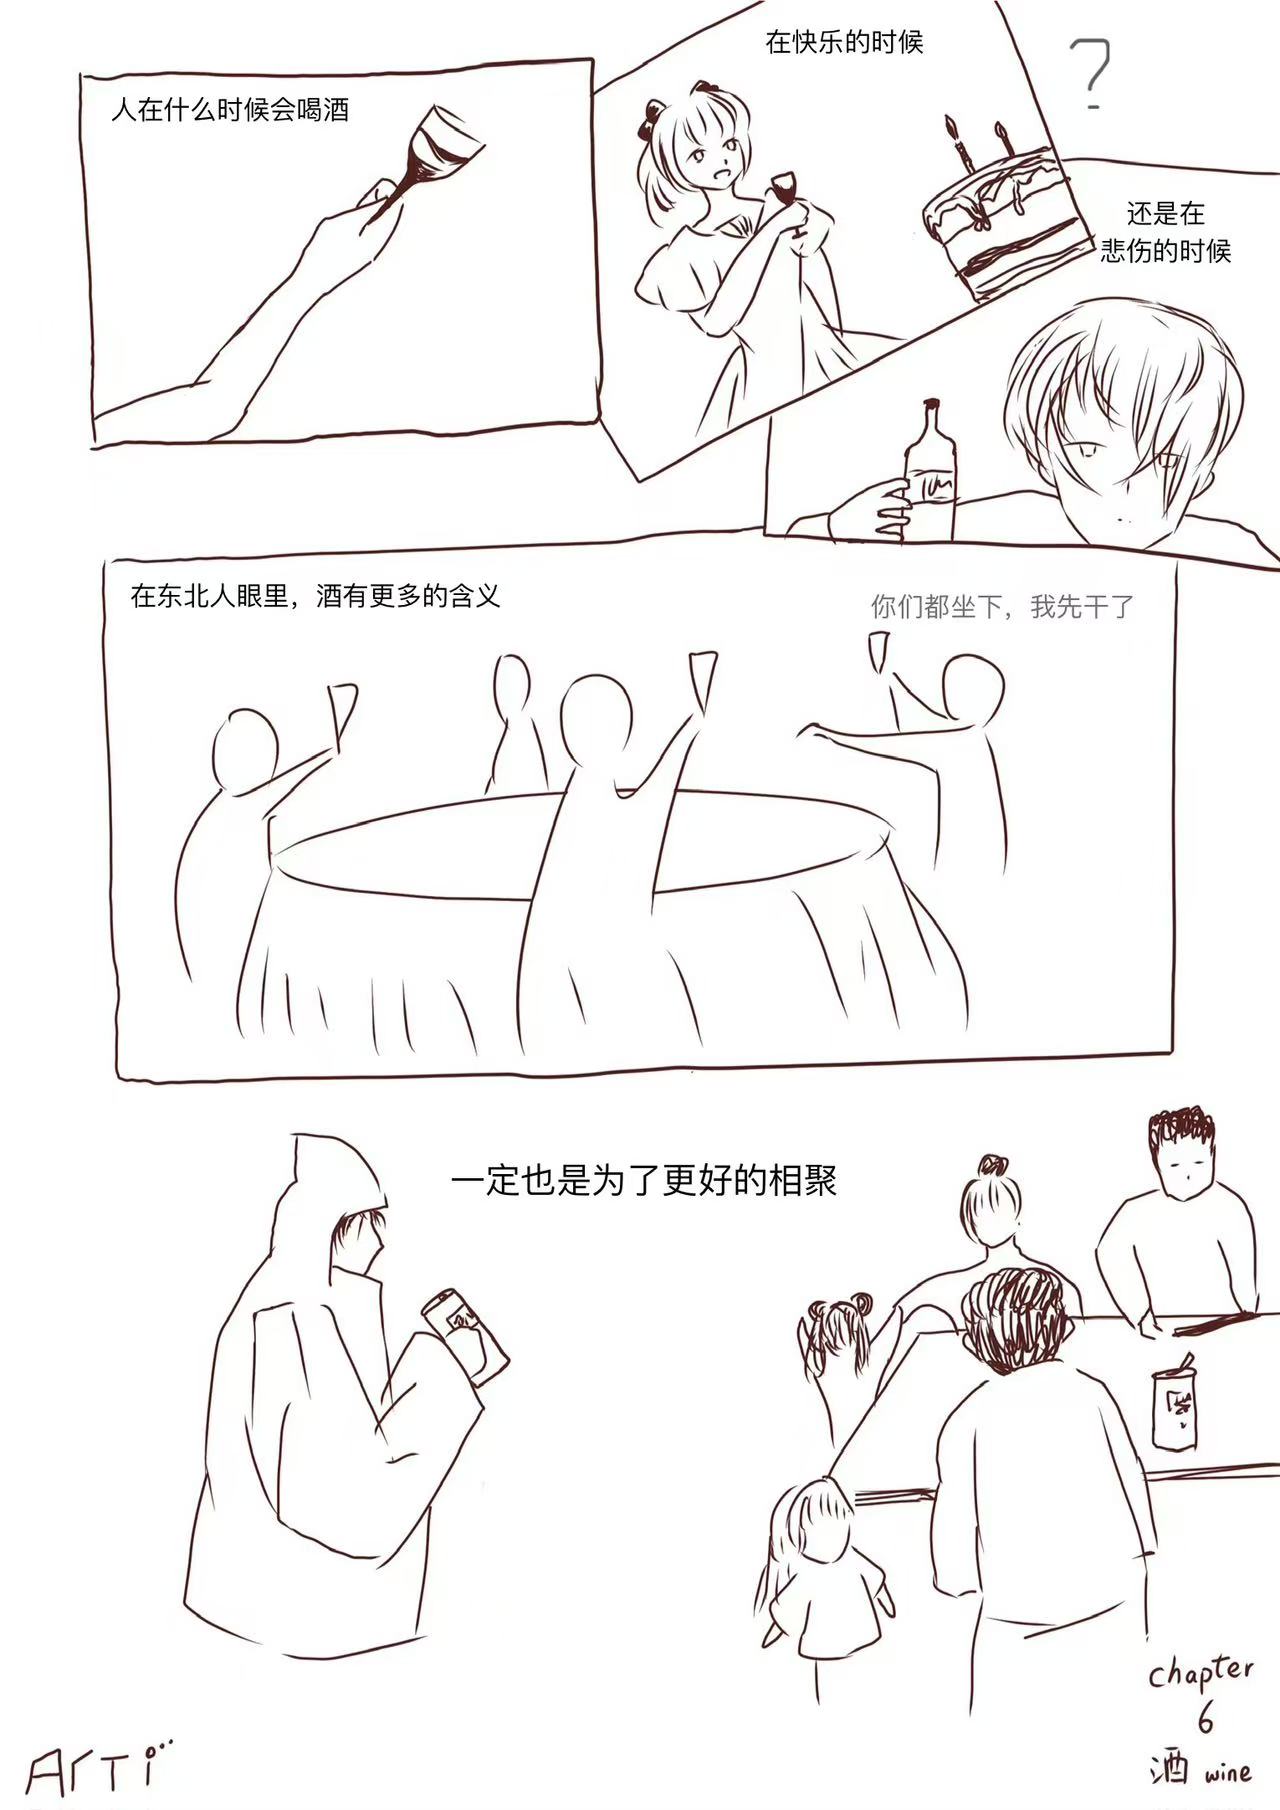 人在什么时候会喝酒
在快乐的时候
?
还是在
悲伤的时候
在东北人眼里，酒有更多的含义
你们都坐下，我先干了
一定也是为了更好的相聚
chapter
6
酒 wine
ArTi